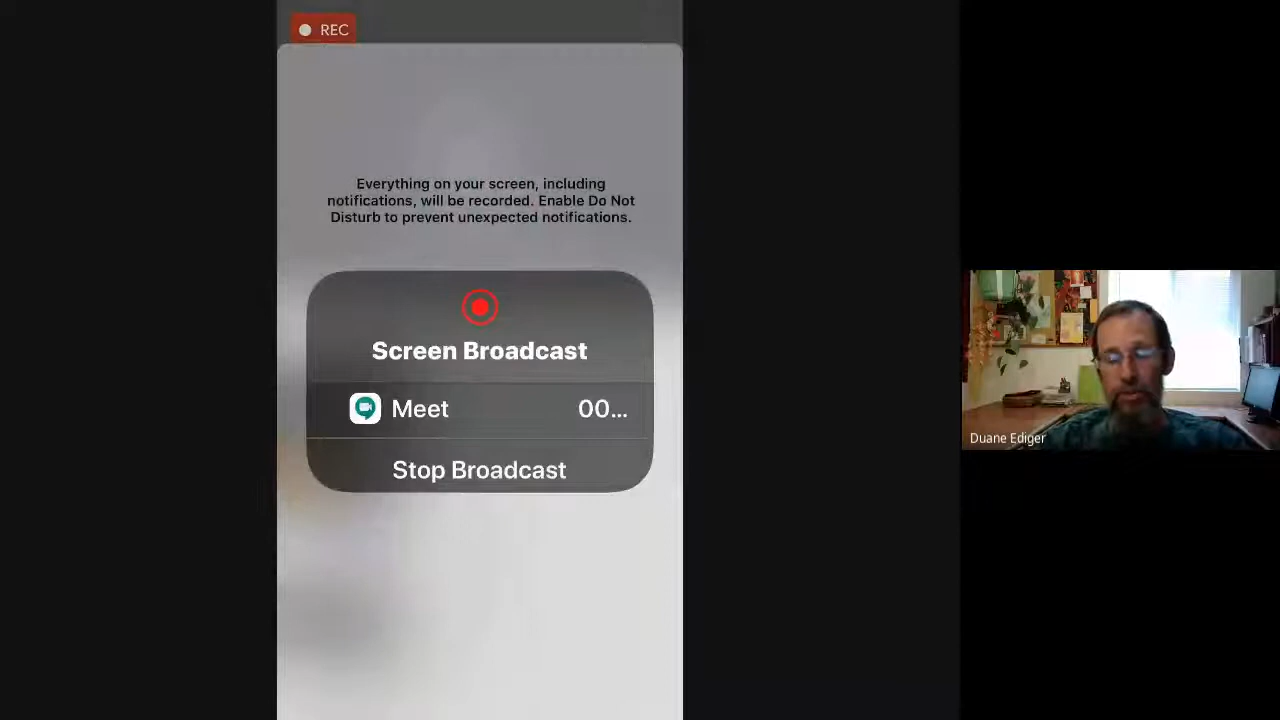 REC
Everything on your screen, including
notifications, will be recorded. Enable Do Not
Disturb to prevent unexpected notifications.
Screen Broadcast
Meet 00...
Stop Broadcast
Duane Ediger